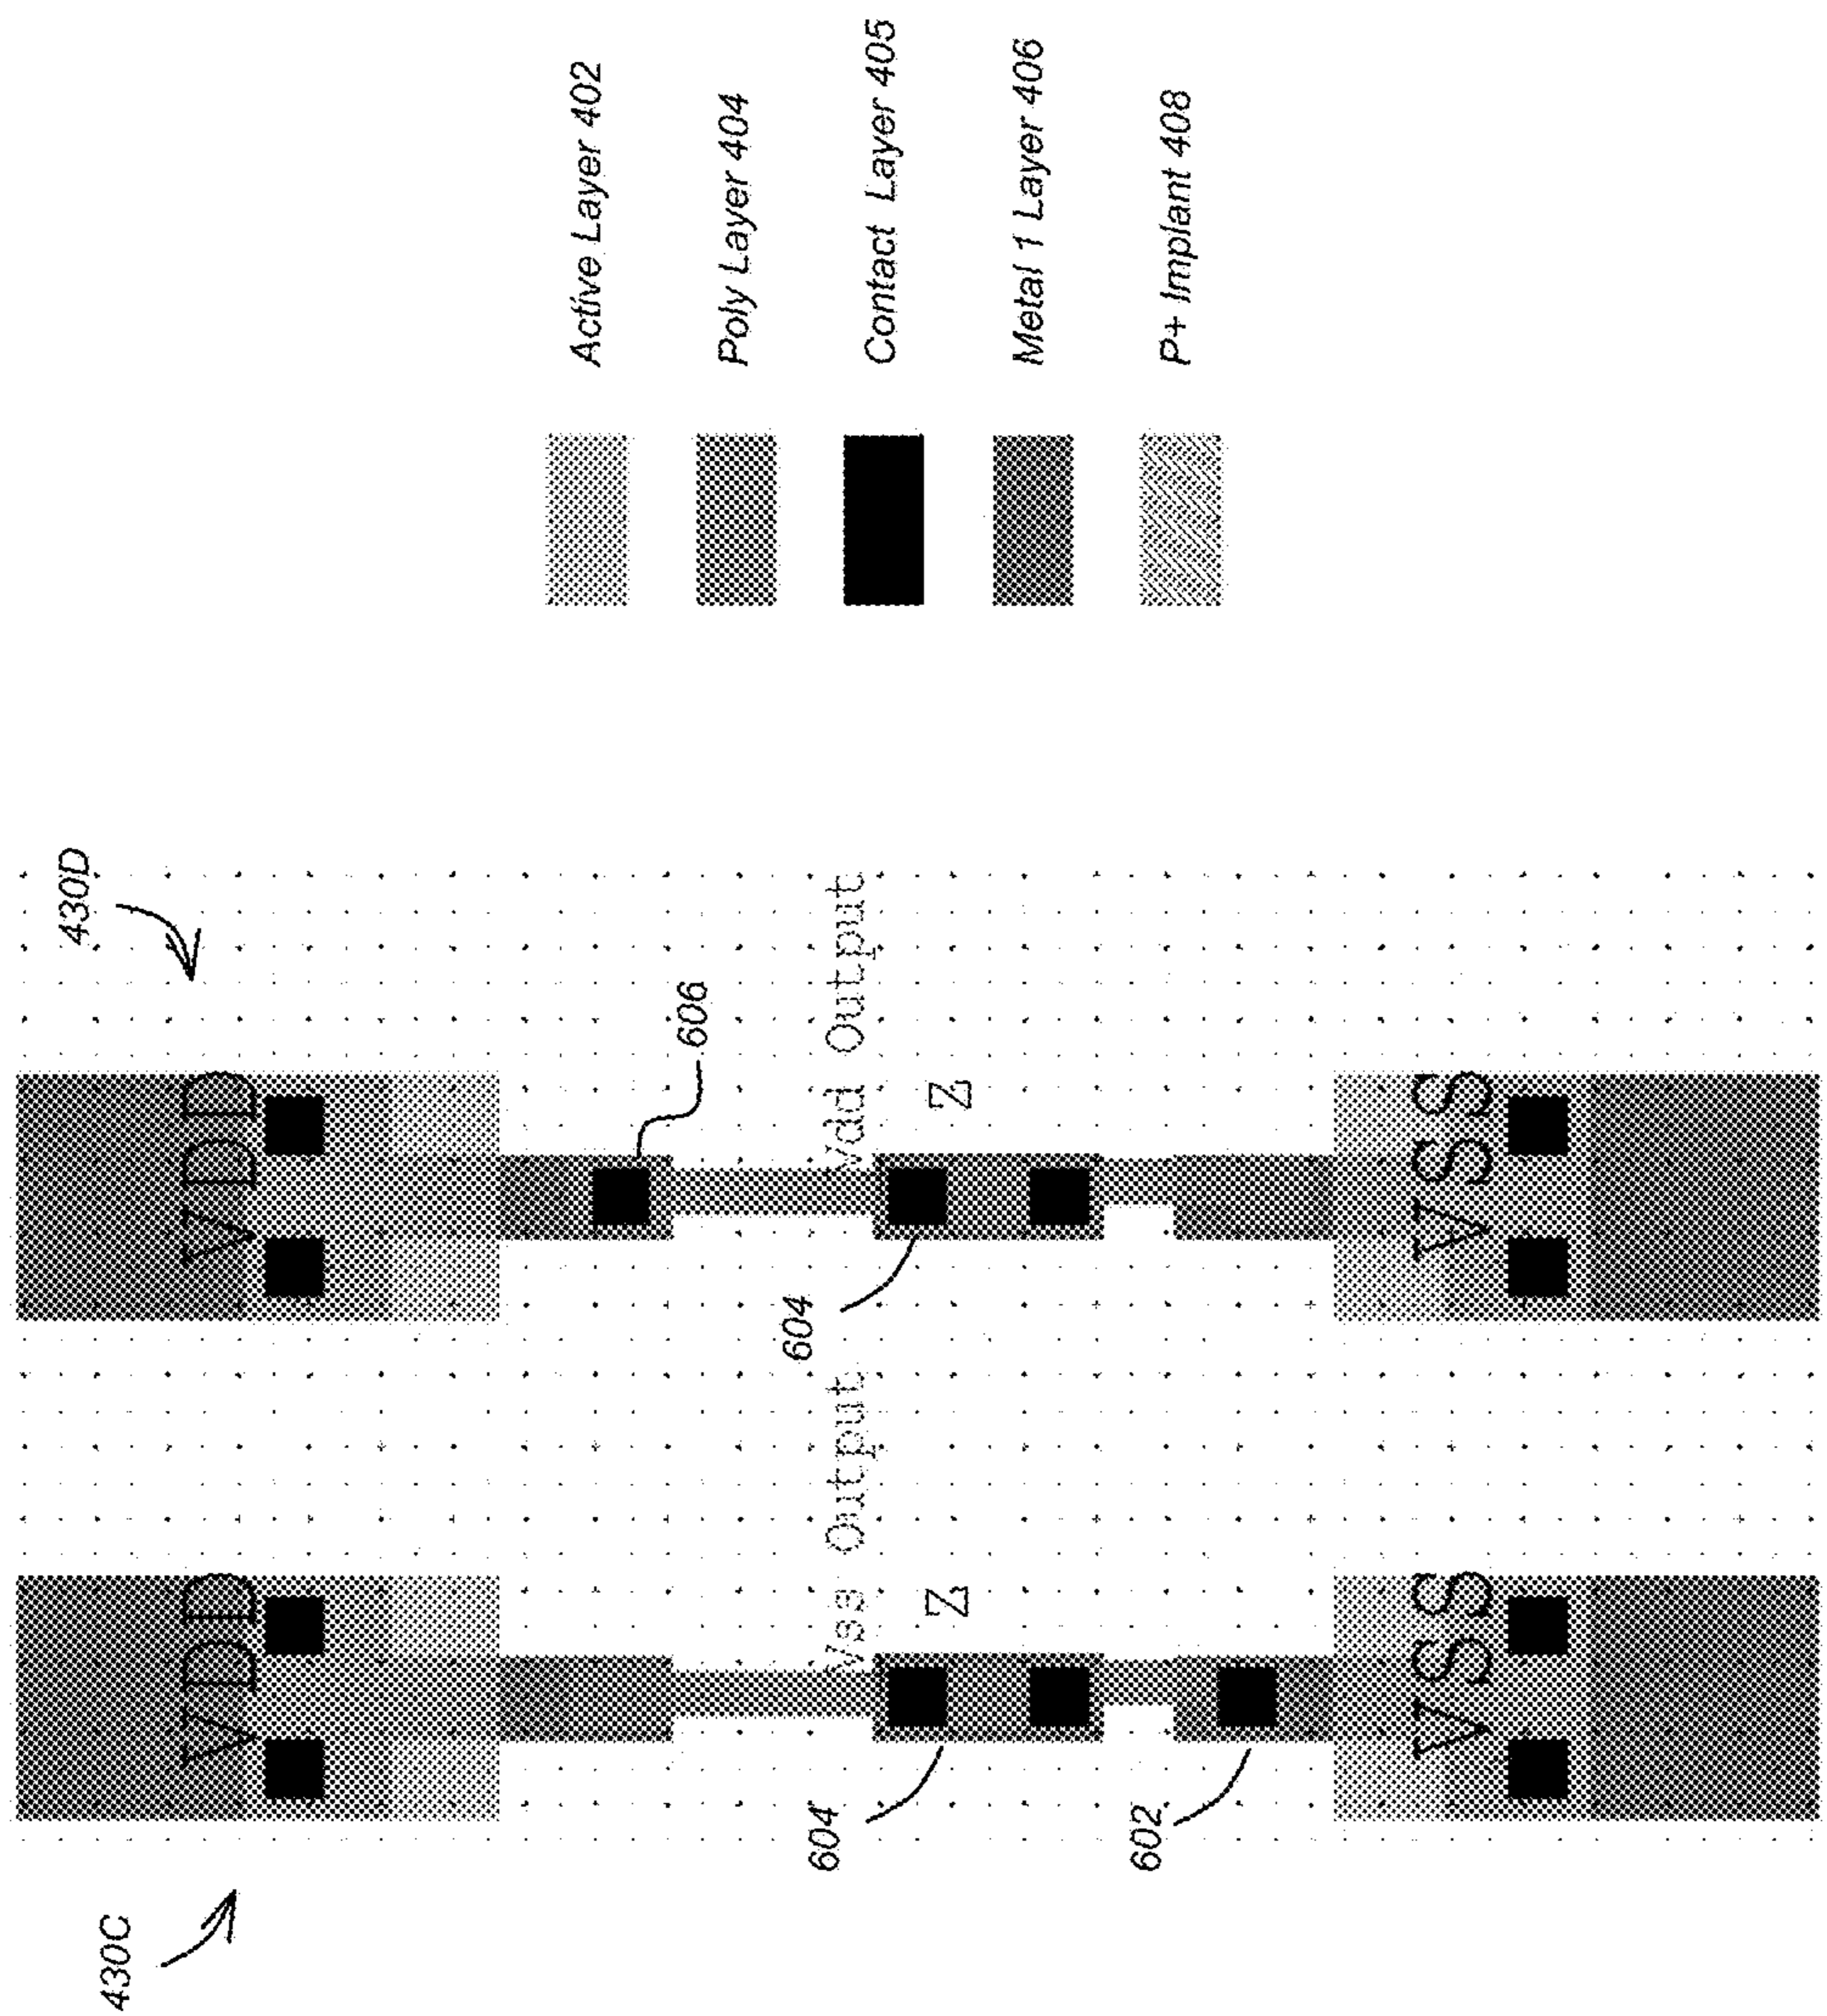 430C
430D
VDD
VDD
606
Vss Output
Vdd Output
Z
Z
604
604
602
VSS
VSS
Active Layer 402
Poly Layer 404
Contact Layer 405
Metal 1 Layer 406
P+ Implant 408